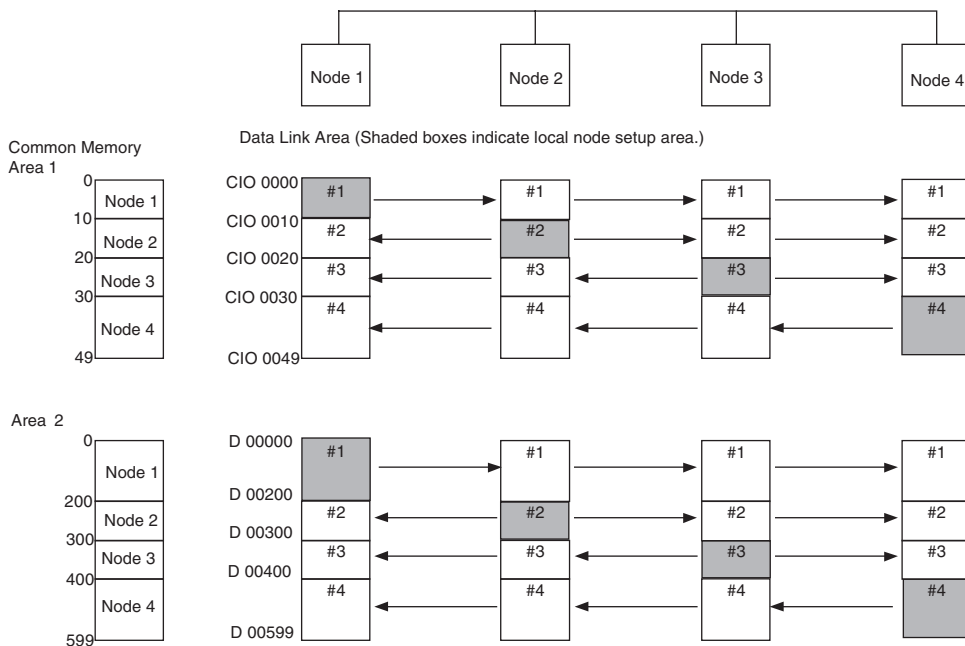 Node 1 Node 2 Node 3 Node 4
Data Link Area (Shaded boxes indicate local node setup area.)
Common Memory
Area 1
0 CIO 0000
Node 1 #1 #1 #1 #1
10 CIO 0010
Node 2 #2 #2 #2 #2
20 CIO 0020
Node 3 #3 #3 #3 #3
30 CIO 0030
Node 4 #4 #4 #4 #4
49 CIO 0049
Area 2
0 D 00000
Node 1 #1 #1 #1 #1
200 D 00200
Node 2 #2 #2 #2 #2
300 D 00300
Node 3 #3 #3 #3 #3
400 D 00400
Node 4 #4 #4 #4 #4
599 D 00599